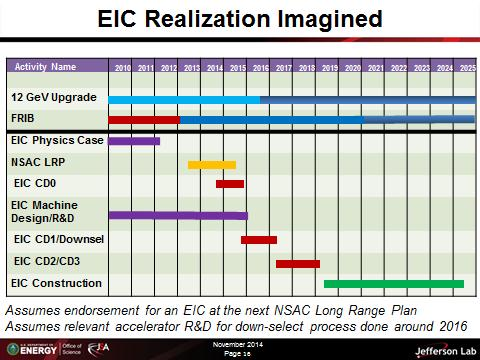 EIC Realization Imagined
Activity Name 2010 2011 2012 2013 2014 2015 2016 2017 2018 2019 2020 2021 2022 2023 2024 2025
12 GeV Upgrade
FRIB
EIC Physics Case
NSAC LRP
EIC CD0
EIC Machine
Design/R&D
EIC CD1/Downsel
EIC CD2/CD3
EIC Construction
Assumes endorsement for an EIC at the next NSAC Long Range Plan
Assumes relevant accelerator R&D for down-select process done around 2016
U.S. DEPARTMENT OF
ENERGY
Office of
Science
JSA
November 2014
Page 16
Jefferson Lab